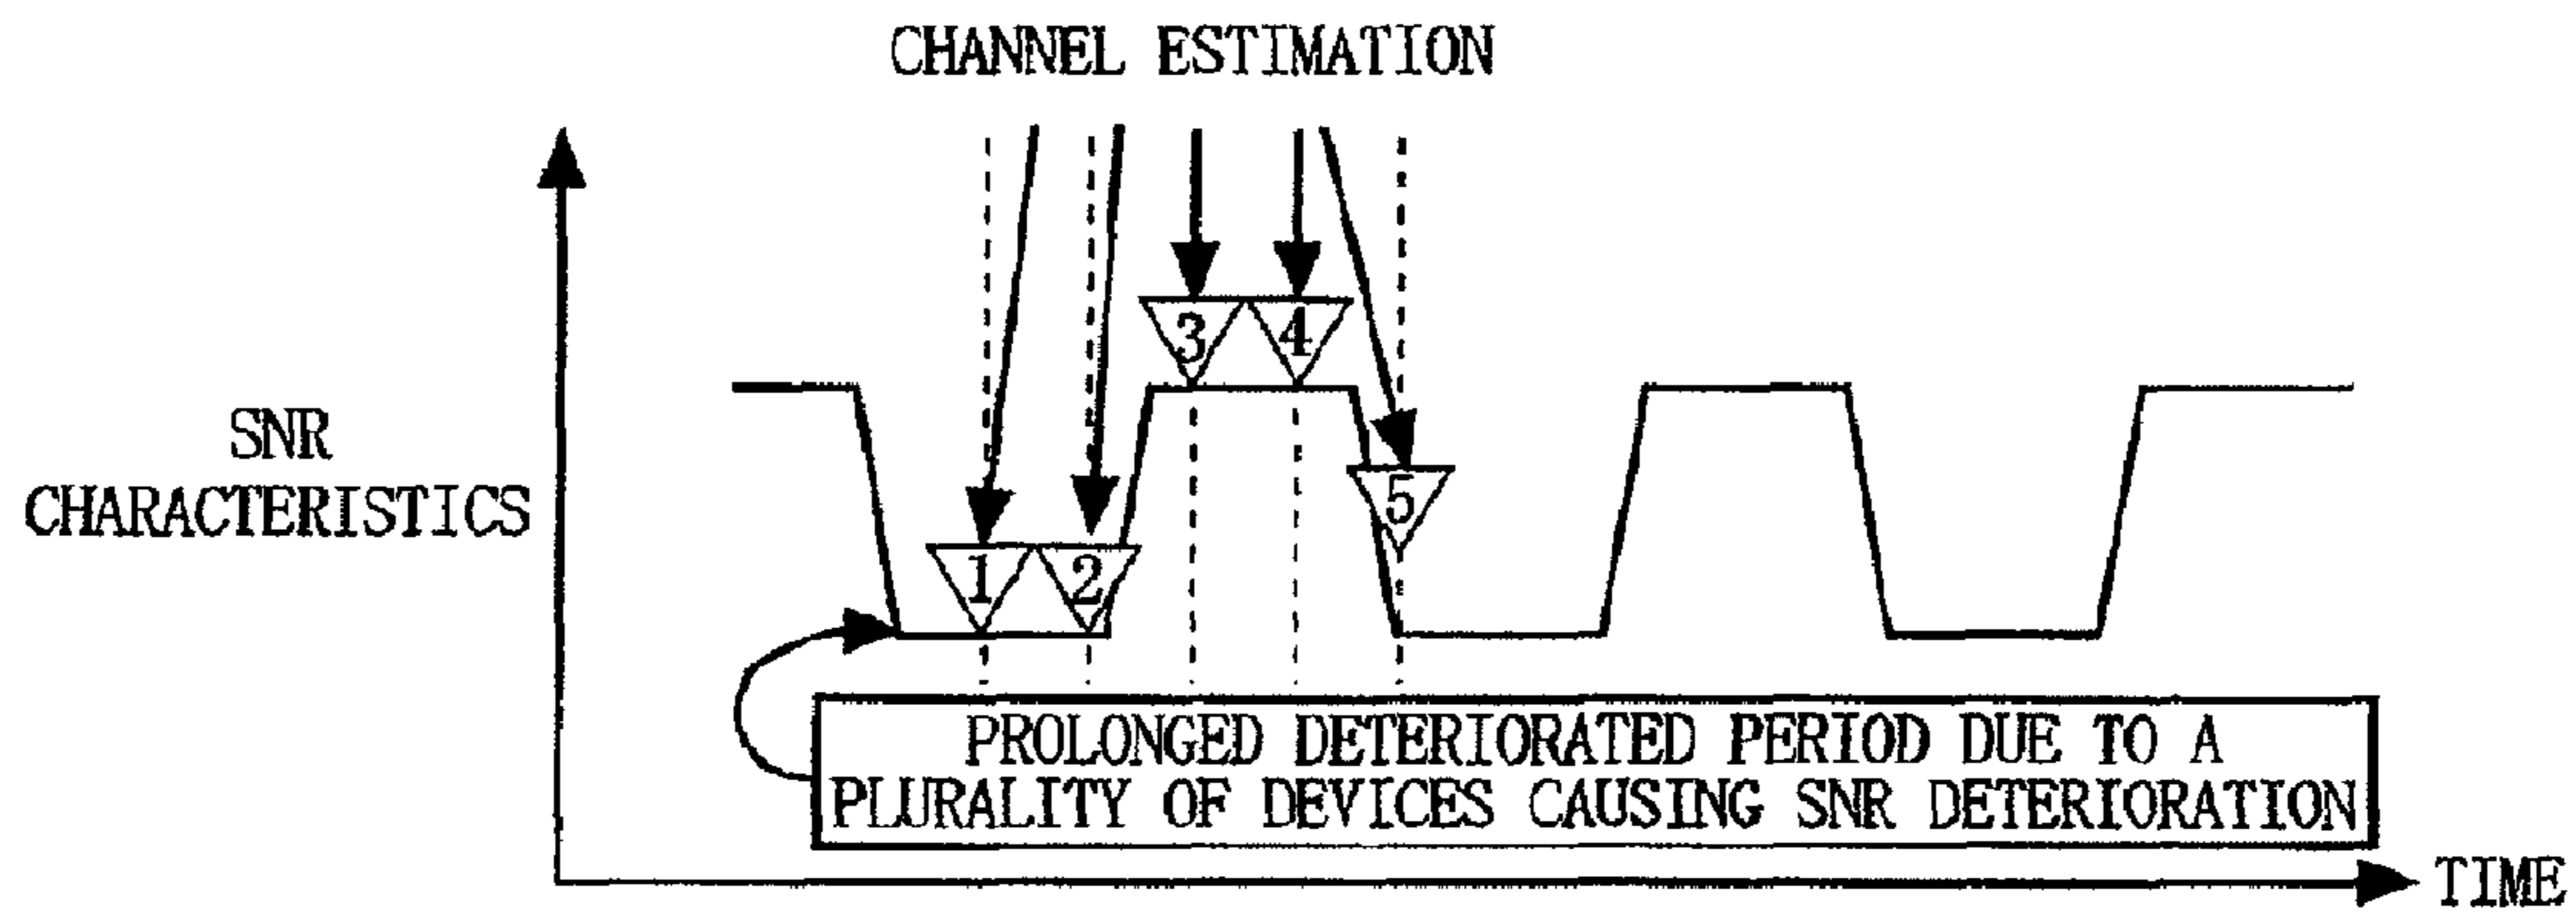 CHANNEL ESTIMATION
3
4
SNR
CHARACTERISTICS
5
1
2
PROLONGED DETERIORATED PERIOD DUE TO A
PLURALITY OF DEVICES CAUSING SNR DETERIORATION
TIME